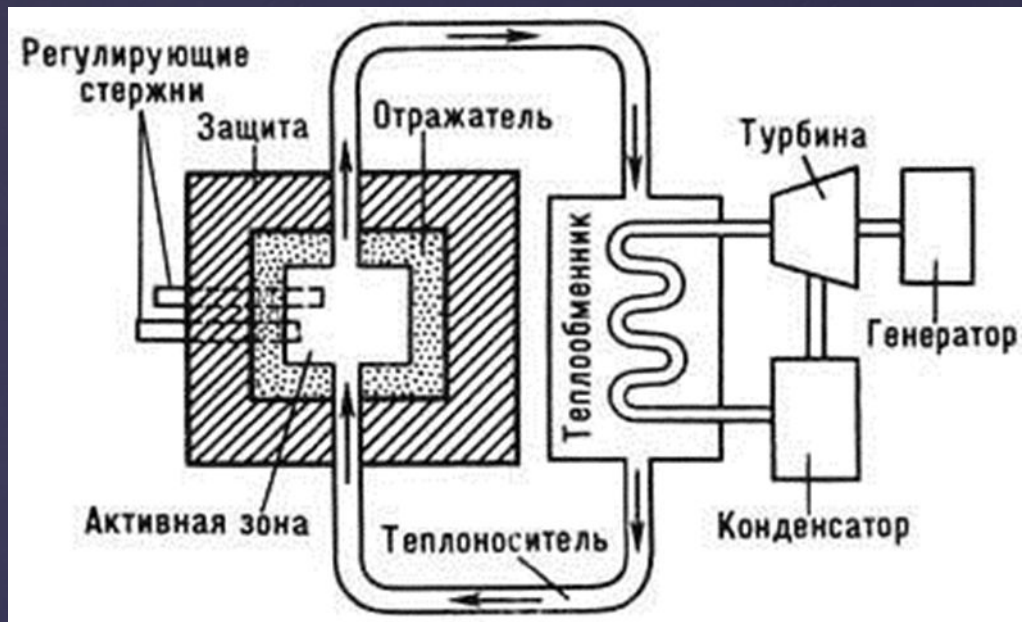 Регулирующие
стержни
Защита
Отражатель
Турбина
Теплообменник
Генератор
Активная зона
Теплоноситель
Конденсатор